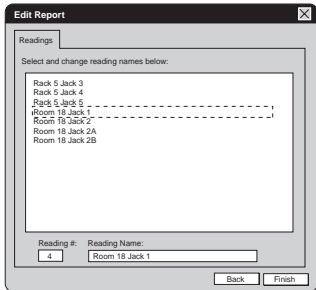 Edit Report
Readings
Select and change reading names below:
Rack 5 Jack 3
Rack 5 Jack 4
Rack 5 Jack 5
Room 18 Jack 1
Room 18 Jack 2
Room 18 Jack 2A
Room 18 Jack 2B
Reading #: Reading Name:
4 Room 18 Jack 1
Back Finish